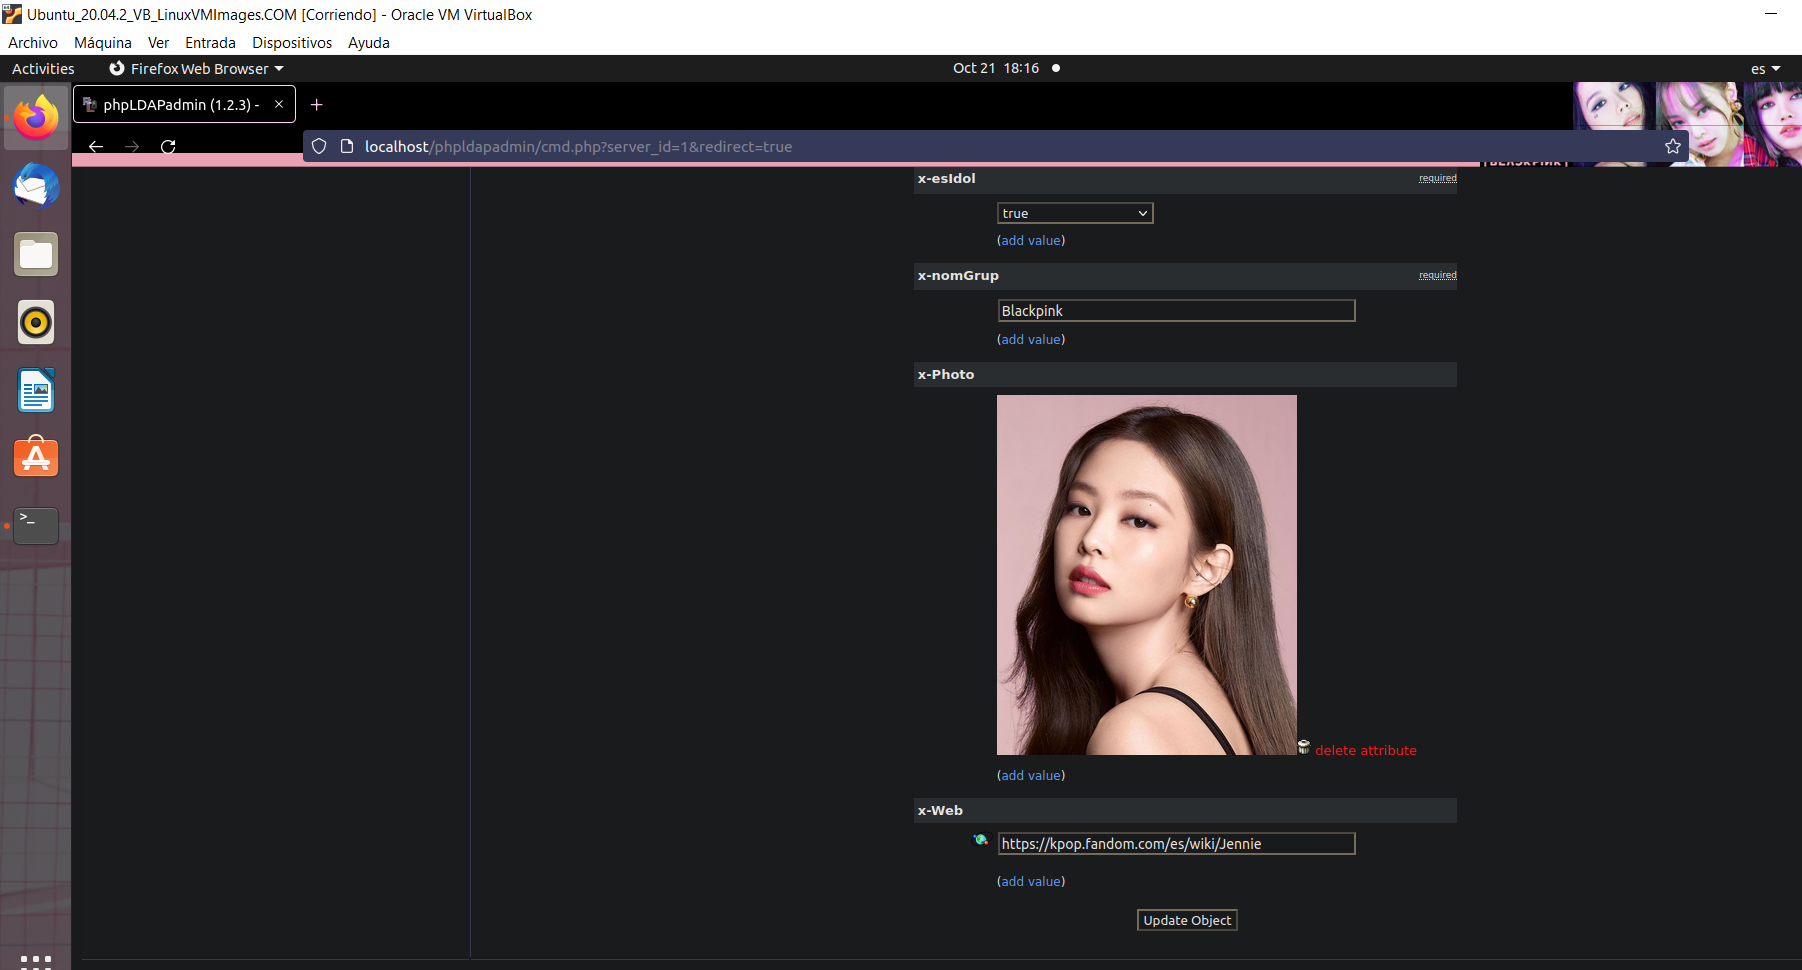 Ubuntu_20.04.2_VB_LinuxVMImages.COM [Corriendo] - Oracle VM VirtualBox
Archivo Máquina Ver Entrada Dispositivos Ayuda
Activities Firefox Web Browser Oct 21 18:16 es
phpLDAPadmin (1.2.3) - × +
localhost/phpldapadmin/cmd.php?server_id=1&redirect=true
[BLACKPINK]
x-esIdol required
true
(add value)
x-nomGrup required
Blackpink
(add value)
x-Photo
delete attribute
(add value)
x-Web
https://kpop.fandom.com/es/wiki/Jennie
(add value)
Update Object